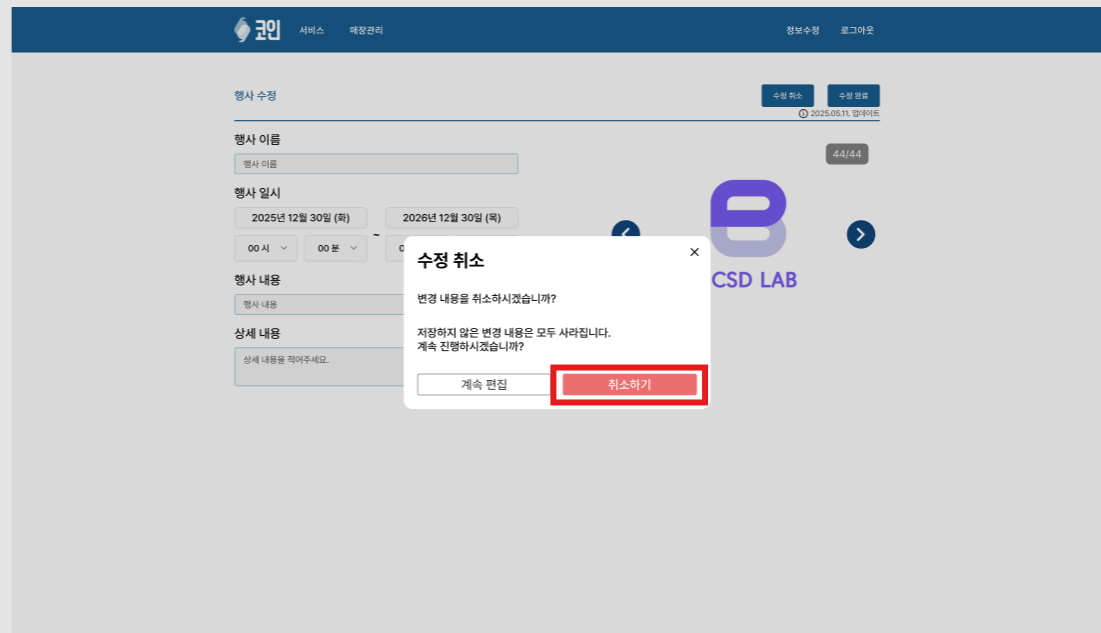 코인 서비스 매장관리 정보수정 로그아웃
행사 수정 수정 취소 수정 완료
2025.05.11. 업데이트
행사 이름
행사 이름
44/44
행사 일시
2025년 12월 30일 (화) ~ 2026년 12월 30일 (목)
00 시 00 분
CSD LAB
행사 내용
행사 내용
상세 내용
상세 내용을 적어주세요.
수정 취소
변경 내용을 취소하시겠습니까?
저장하지 않은 변경 내용은 모두 사라집니다.
계속 진행하시겠습니까?
계속 편집 취소하기